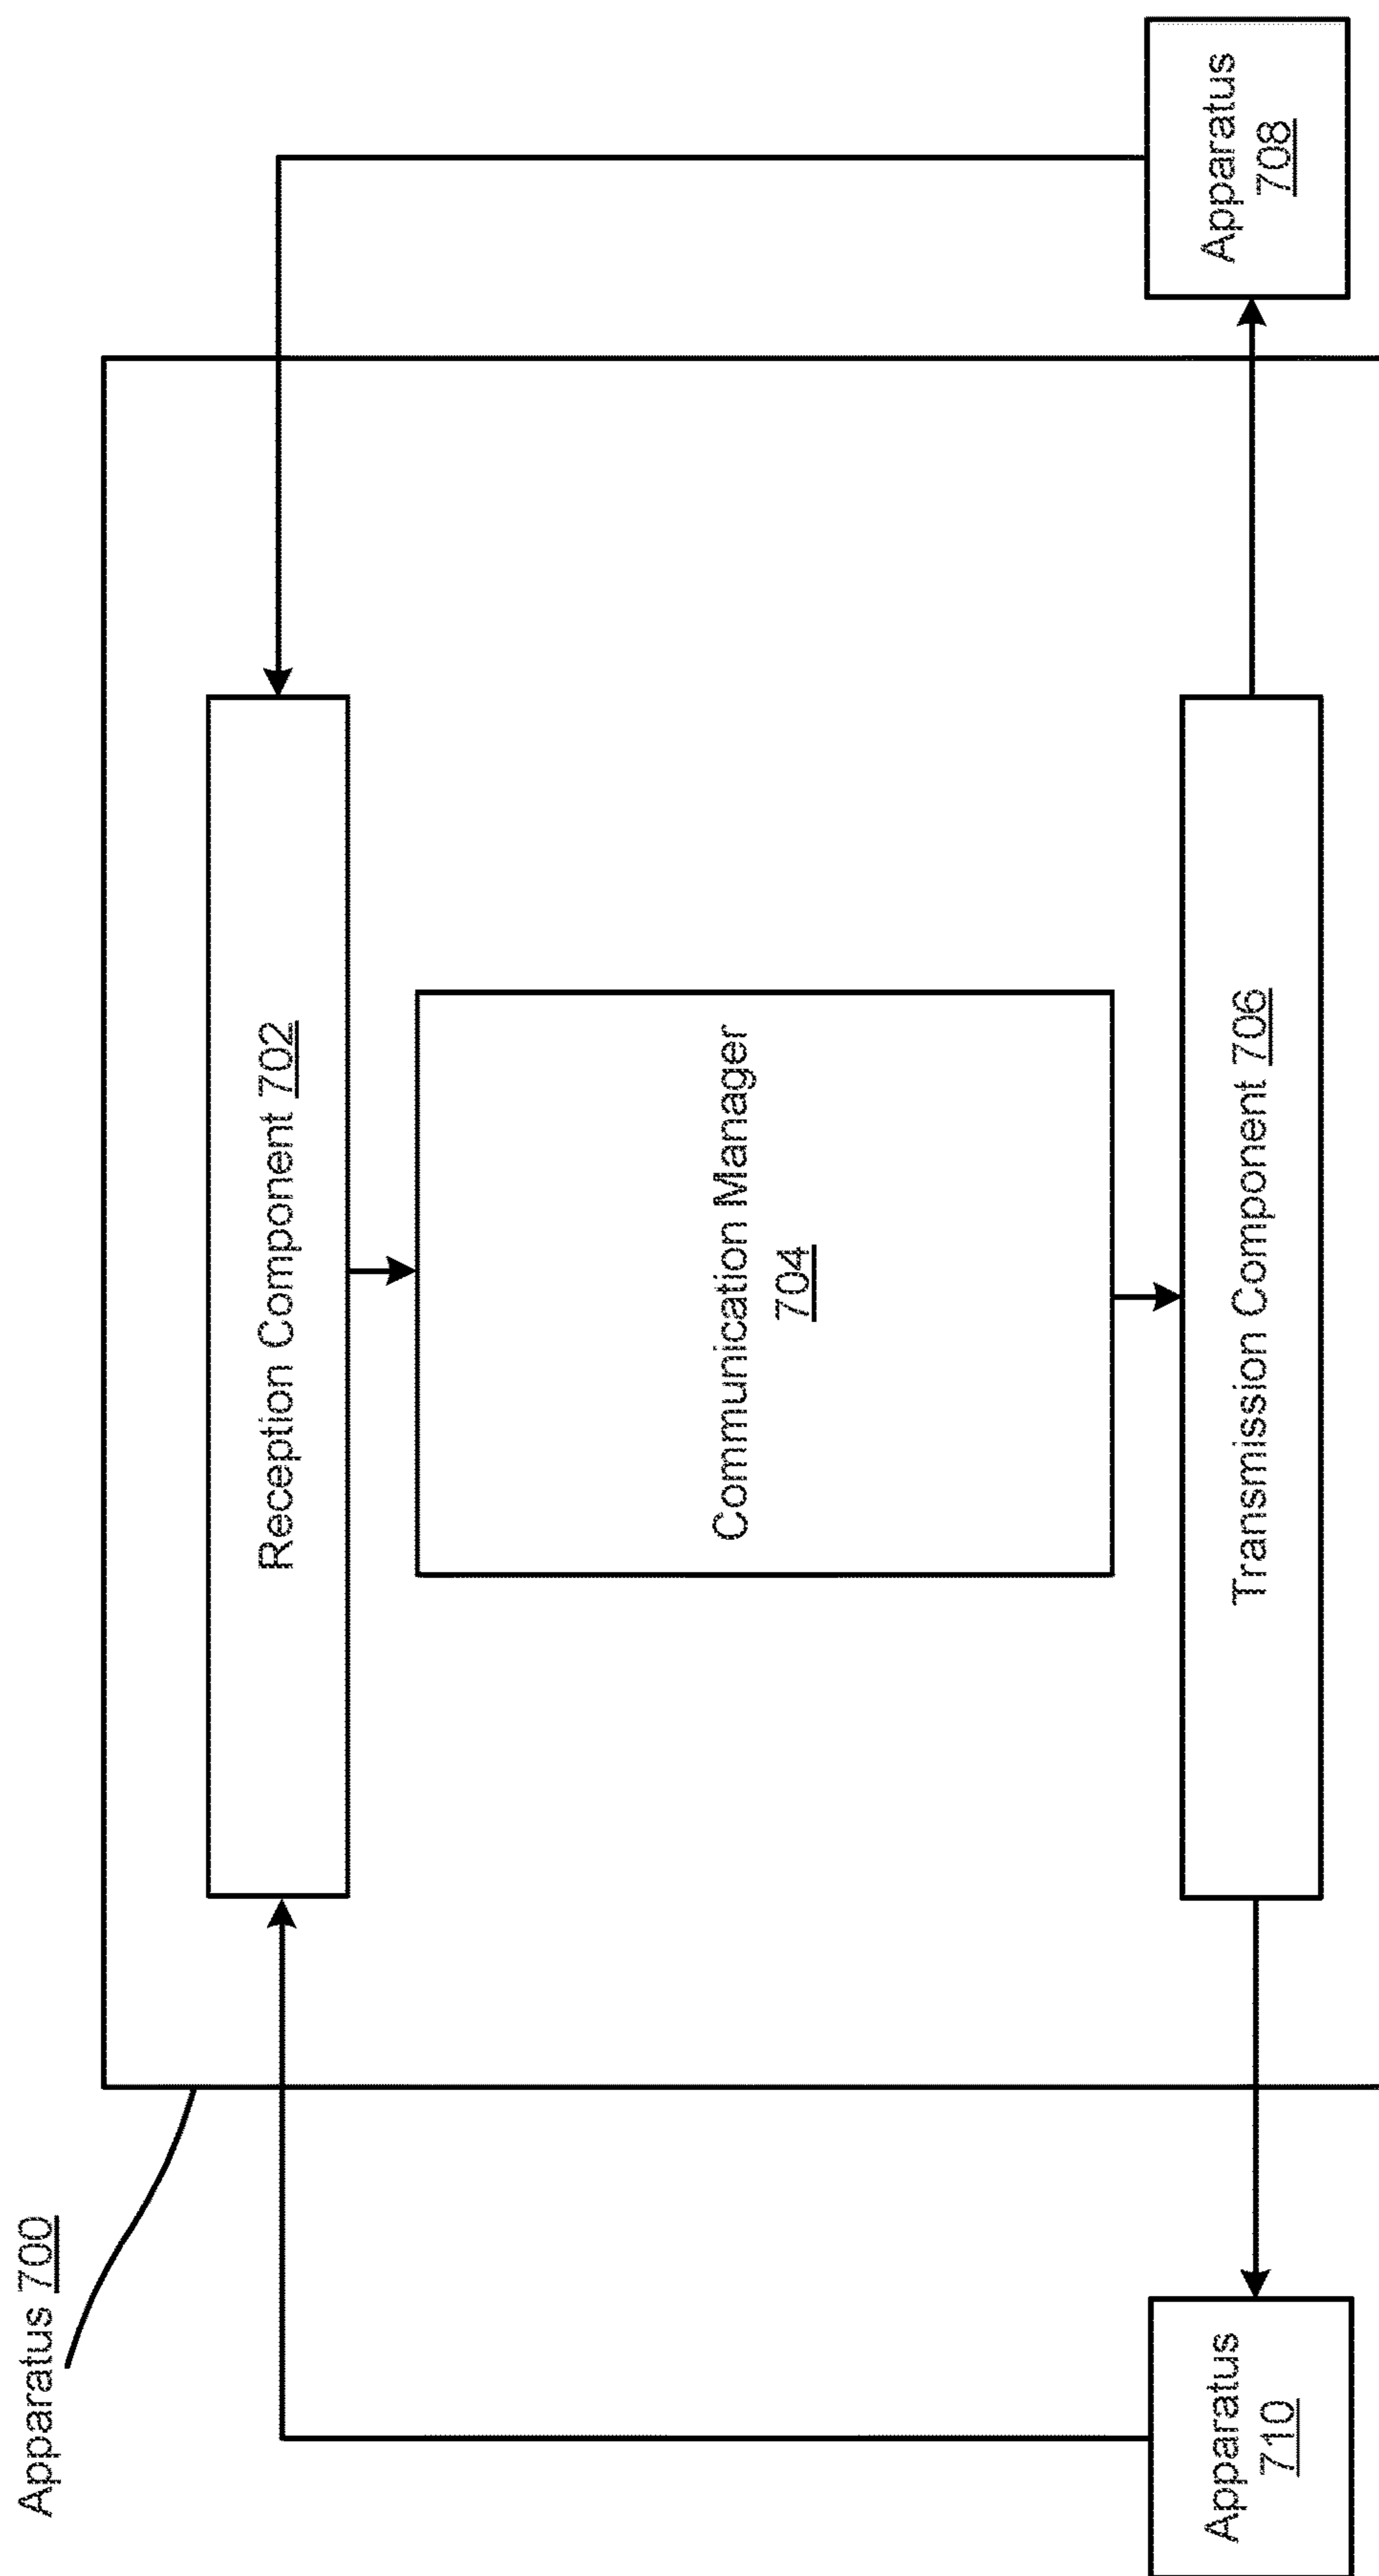 Apparatus 700
Reception Component 702
Communication Manager
704
Transmission Component 706
Apparatus
710
Apparatus
708